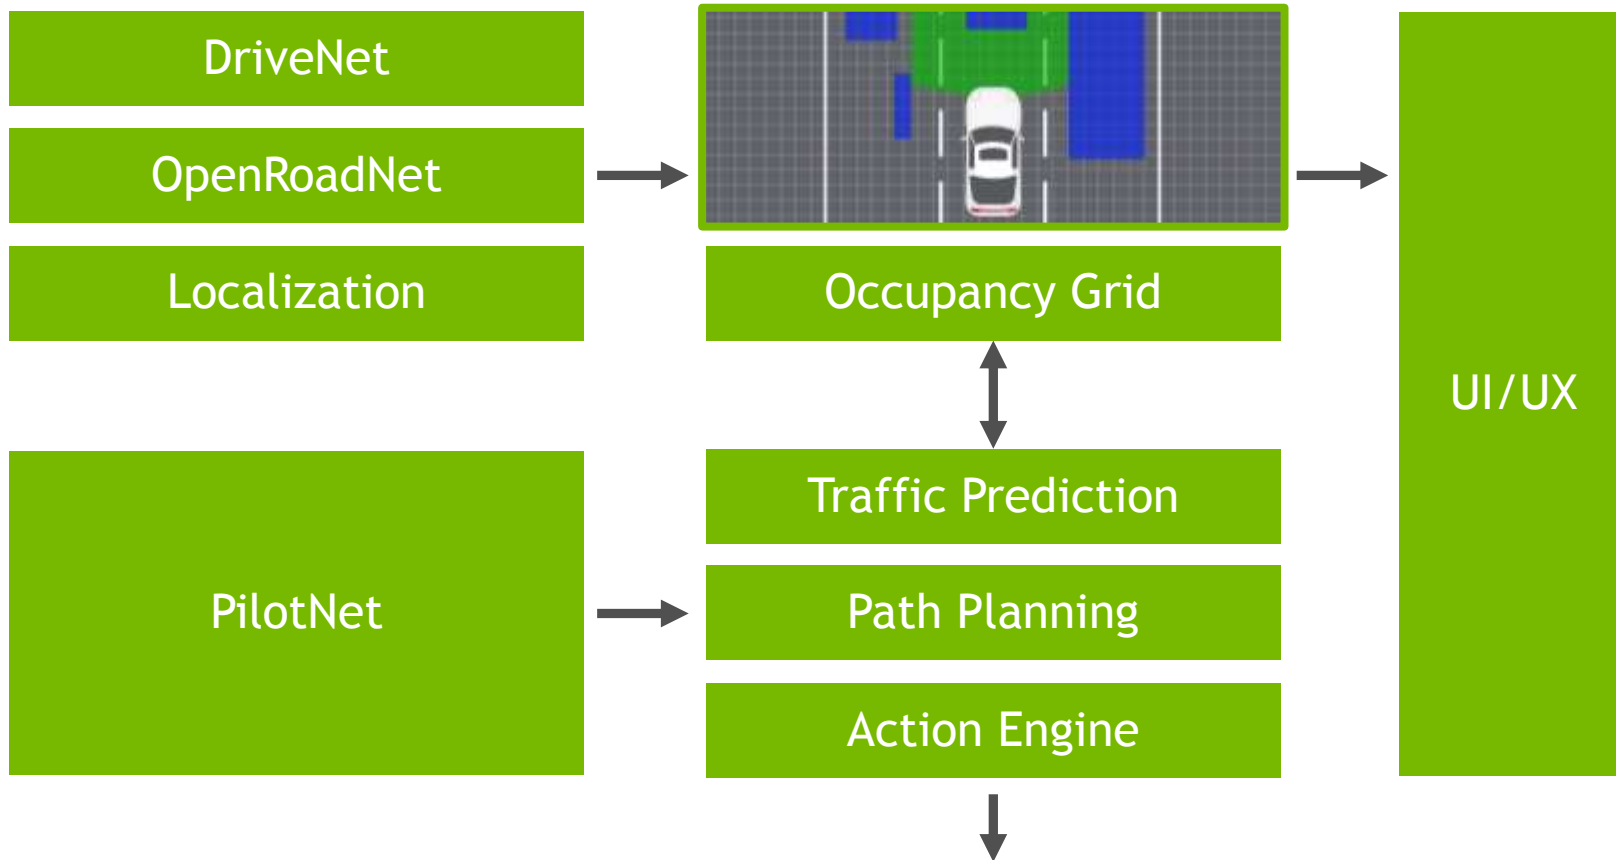 DriveNet
OpenRoadNet
Localization
Occupancy Grid
UI/UX
PilotNet
Traffic Prediction
Path Planning
Action Engine